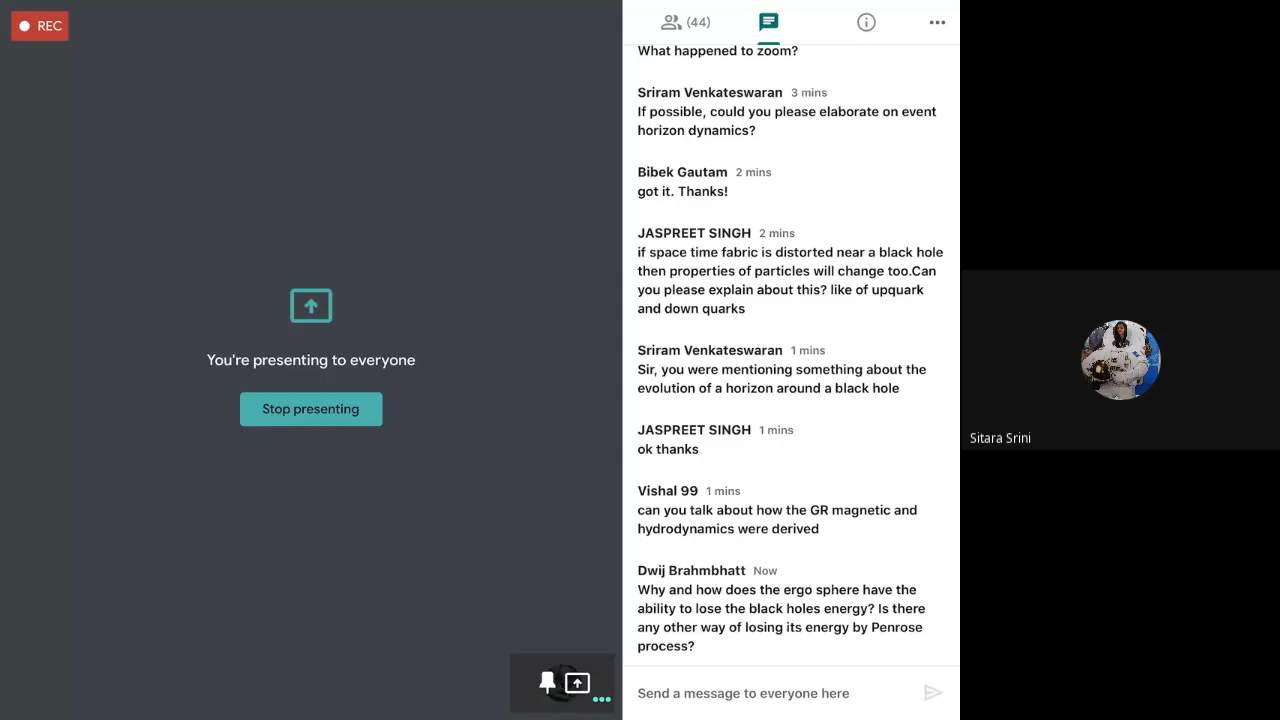 REC
You're presenting to everyone
Stop presenting
(44)
What happened to zoom?
Sriram Venkateswaran 3 mins
If possible, could you please elaborate on event
horizon dynamics?
Bibek Gautam 2 mins
got it. Thanks!
JASPREET SINGH 2 mins
if space time fabric is distorted near a black hole
then properties of particles will change too.Can
you please explain about this? like of upquark
and down quarks
Sriram Venkateswaran 1 mins
Sir, you were mentioning something about the
evolution of a horizon around a black hole
JASPREET SINGH 1 mins
ok thanks
Vishal 99 1 mins
can you talk about how the GR magnetic and
hydrodynamics were derived
Dwij Brahmbhatt Now
Why and how does the ergo sphere have the
ability to lose the black holes energy? Is there
any other way of losing its energy by Penrose
process?
Send a message to everyone here
Sitara Srini